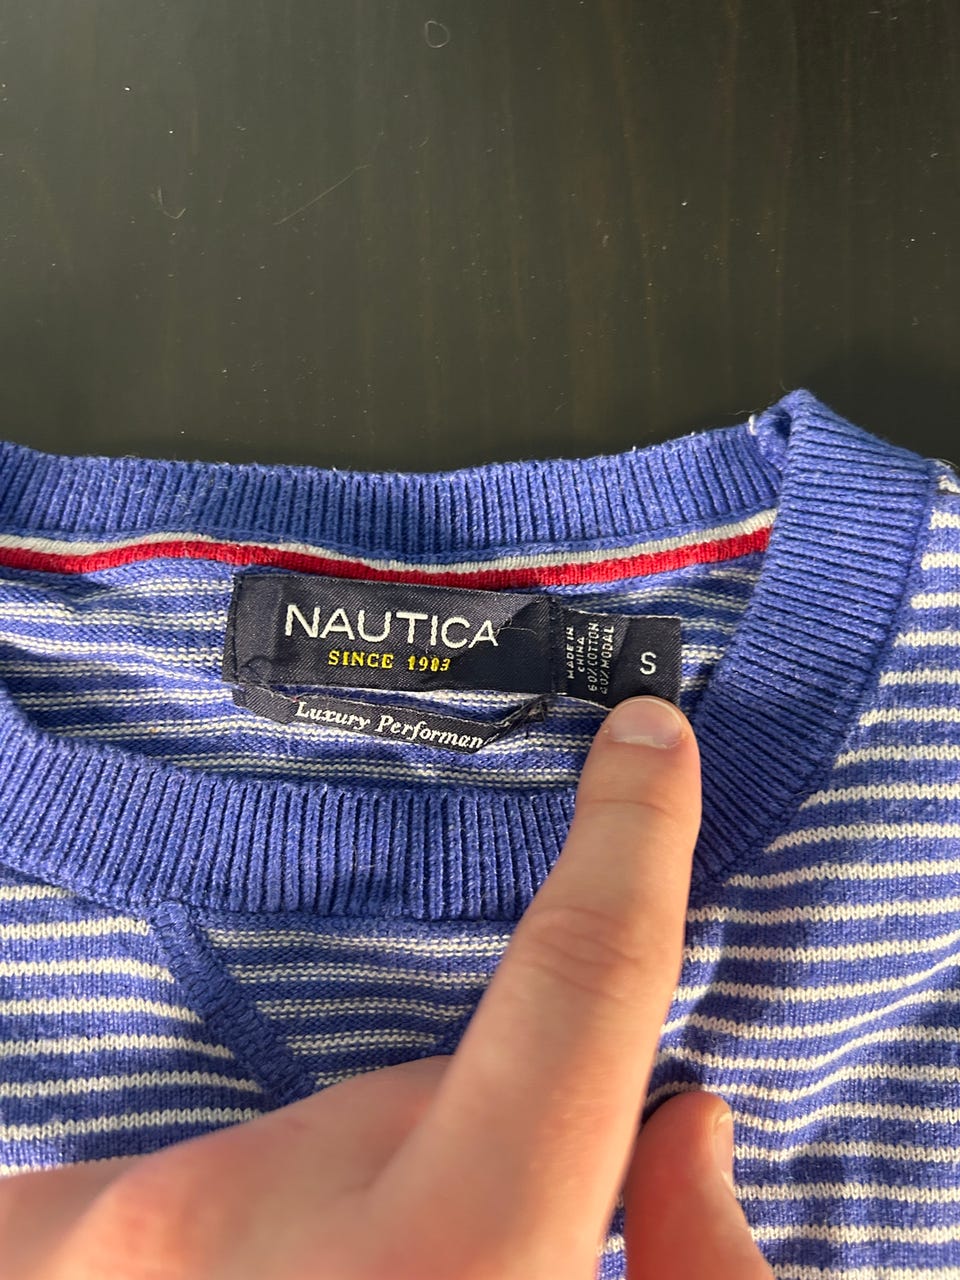 NAUTICA
SINCE 1983
Luxury Performan
MADE IN
CHINA
60% COTTON
40% MODAL
S